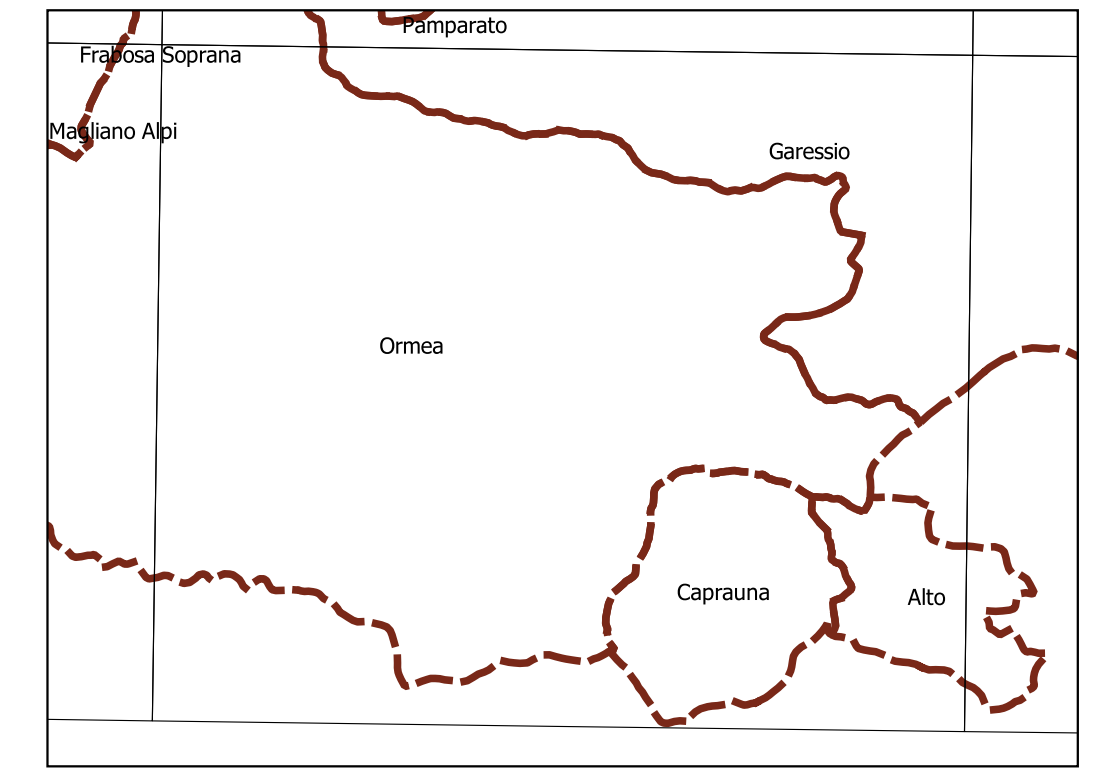 Pamparato
Frabosa Soprana
Magliano Alpi
Garessio
Ormea
Caprauna
Alto